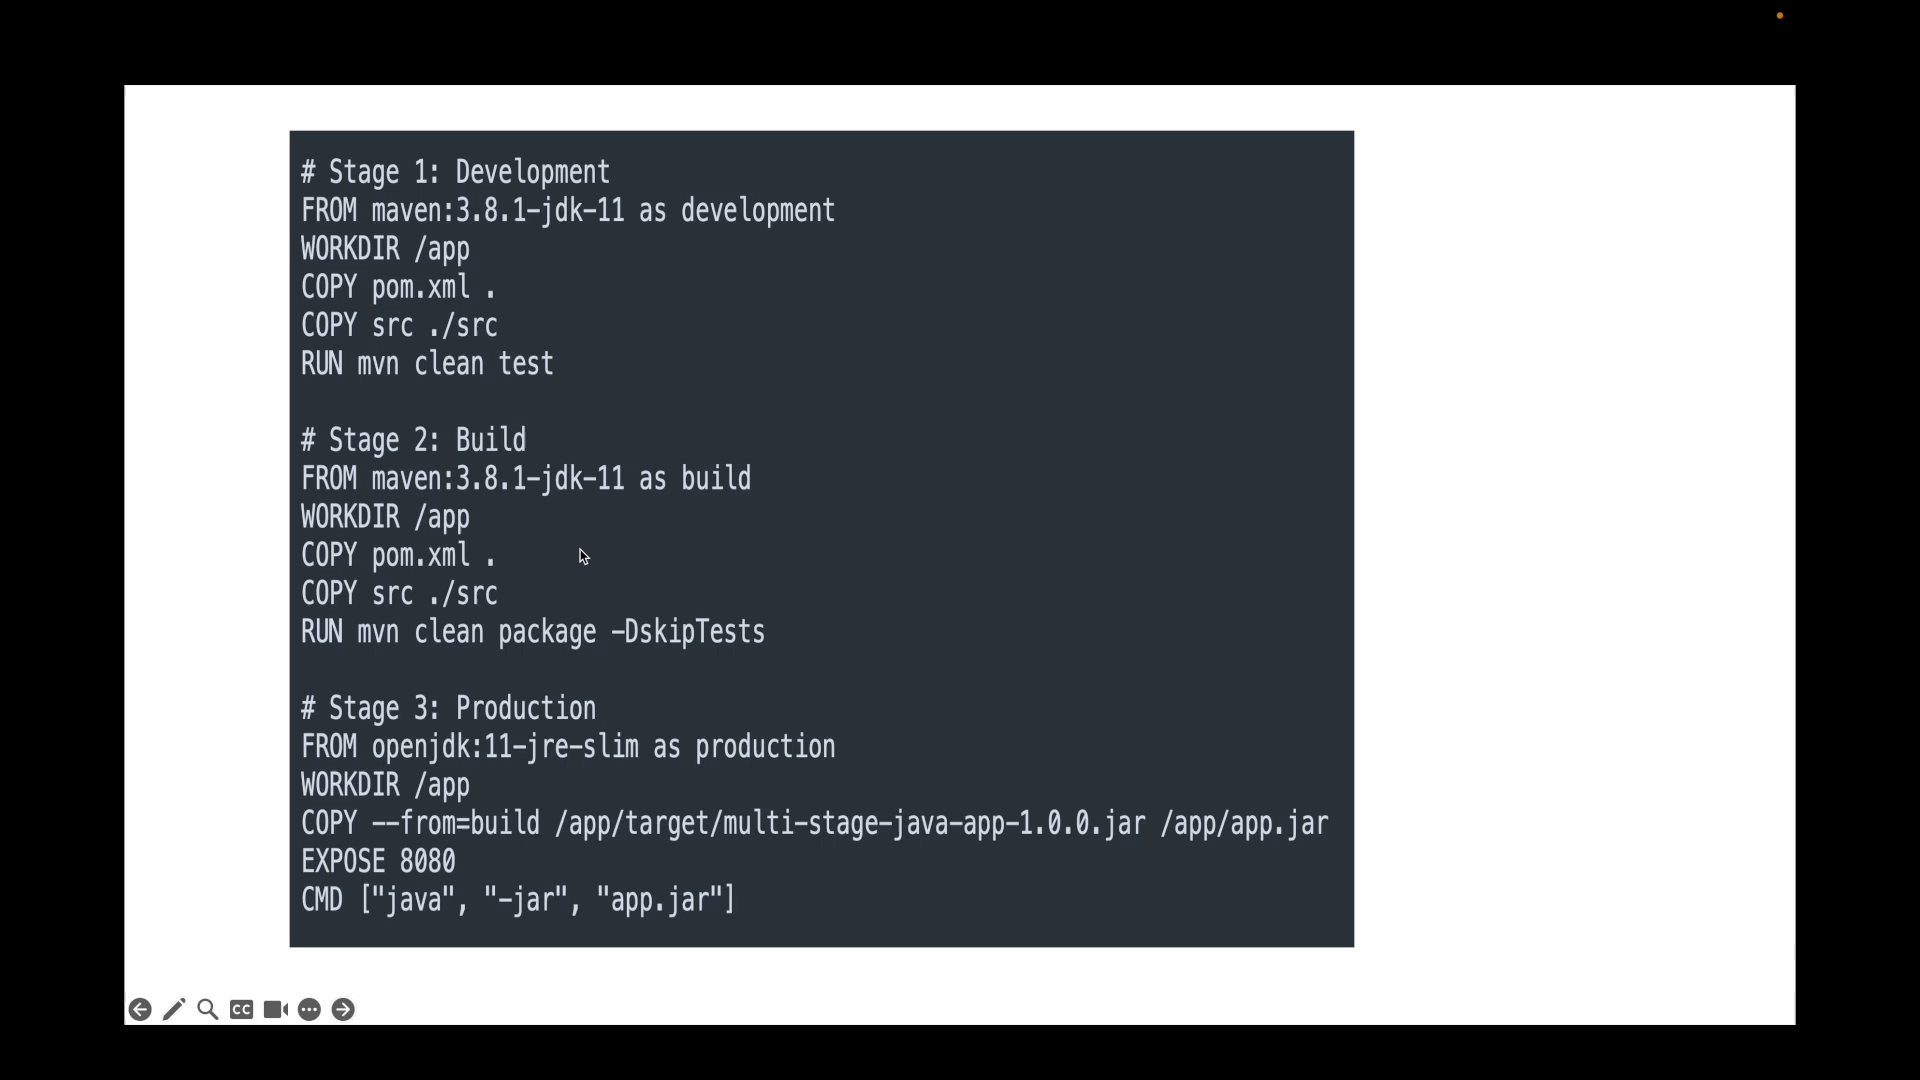 # Stage 1: Development
FROM maven:3.8.1-jdk-11 as development
WORKDIR /app
COPY pom.xml .
COPY src ./src
RUN mvn clean test
# Stage 2: Build
FROM maven:3.8.1-jdk-11 as build
WORKDIR /app
COPY pom.xml .
COPY src ./src
RUN mvn clean package -DskipTests
# Stage 3: Production
FROM openjdk:11-jre-slim as production
WORKDIR /app
COPY --from=build /app/target/multi-stage-java-app-1.0.0.jar /app/app.jar
EXPOSE 8080
CMD ["java", "-jar", "app.jar"]
CC